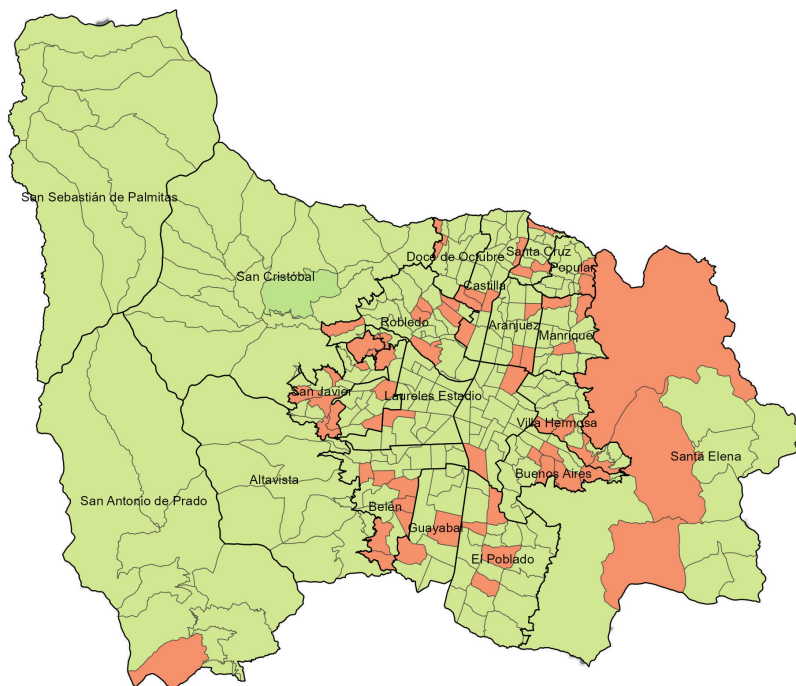 San Sebastián de Palmitas
Doce de Octubre
Santa Cruz
Popular
San Cristóbal
Castilla
Robledo
Aranjuez
Manrique
San Javier
Laureles Estadio
Villa Hermosa
Santa Elena
Buenos Aires
Altavista
San Antonio de Prado
Belén
Guayabal
El Poblado